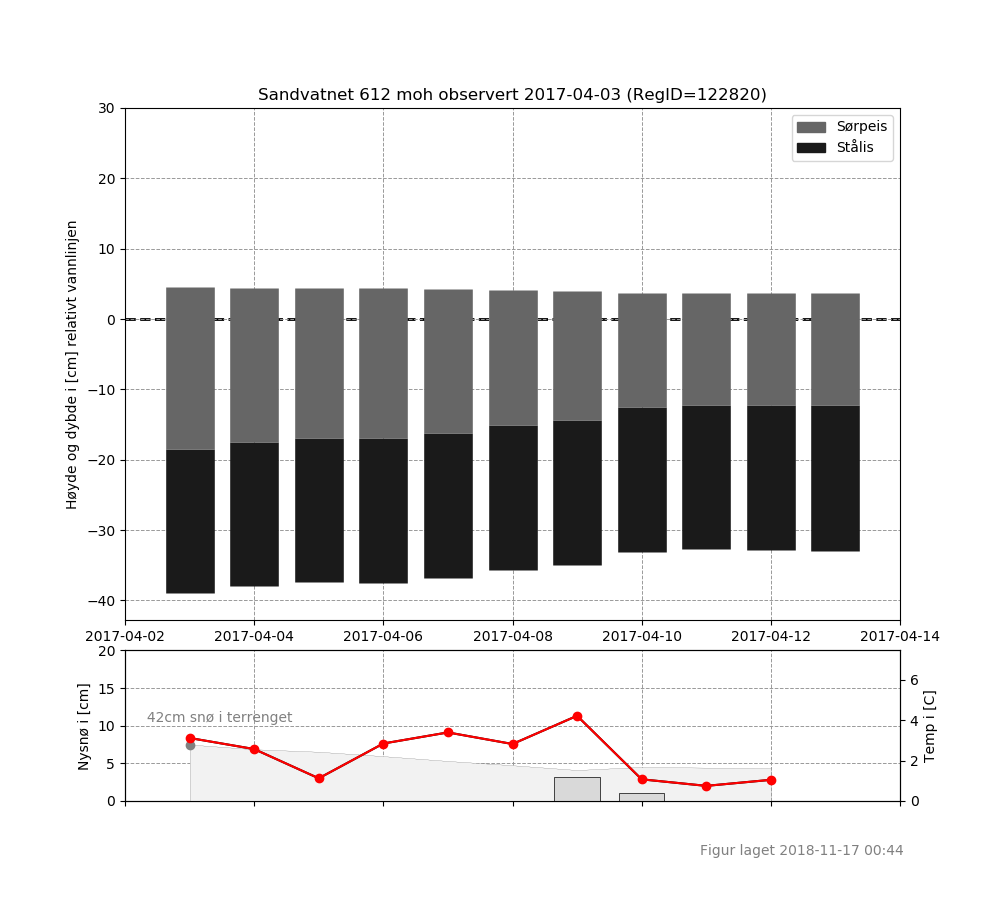 Sandvatnet 612 moh observert 2017-04-03 (RegID=122820)
Sørpeis
Stålis
Høyde og dybde i [cm] relativt vannlinjen
30
20
10
0
−10
−20
−30
−40
2017-04-02 2017-04-04 2017-04-06 2017-04-08 2017-04-10 2017-04-12 2017-04-14
Nysnø i [cm]
20
15
10
5
0
42cm snø i terrenget
6
4
2
0
Temp i [C]
Figur laget 2018-11-17 00:44